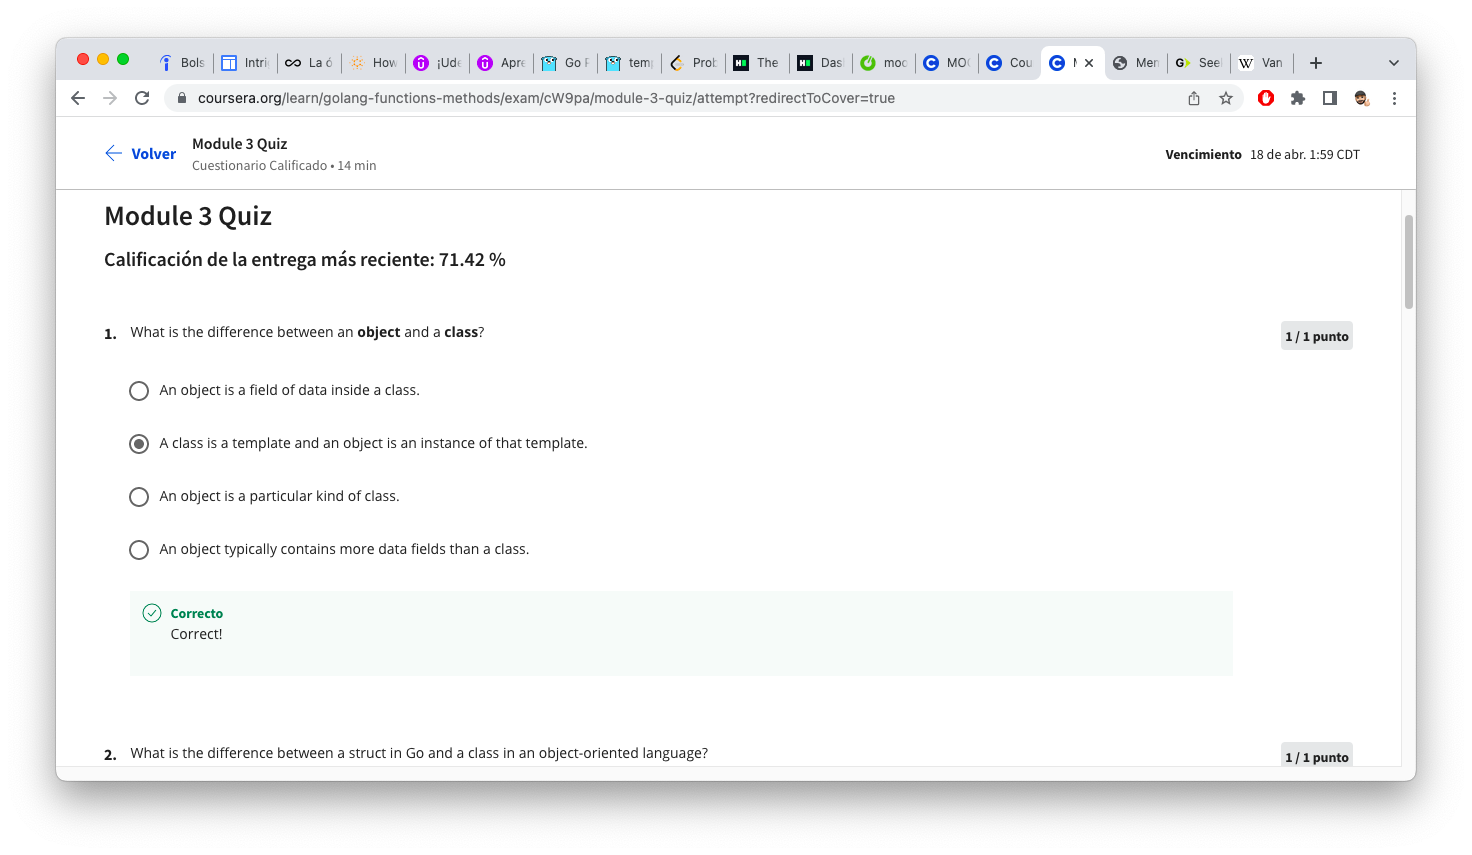 Bols
Intri
La ó
How
¡Ude
Apre
Go F
temp
Prob
The
Das
moo
MOO
Cou
Men
See
Van
coursera.org/learn/golang-functions-methods/exam/cW9pa/module-3-quiz/attempt?redirectToCover=true
Volver
Module 3 Quiz
Cuestionario Calificado • 14 min
Vencimiento 18 de abr. 1:59 CDT
Module 3 Quiz
Calificación de la entrega más reciente: 71.42 %
1. What is the difference between an object and a class?
1 / 1 punto
An object is a field of data inside a class.
A class is a template and an object is an instance of that template.
An object is a particular kind of class.
An object typically contains more data fields than a class.
Correcto
Correct!
2. What is the difference between a struct in Go and a class in an object-oriented language?
1 / 1 punto